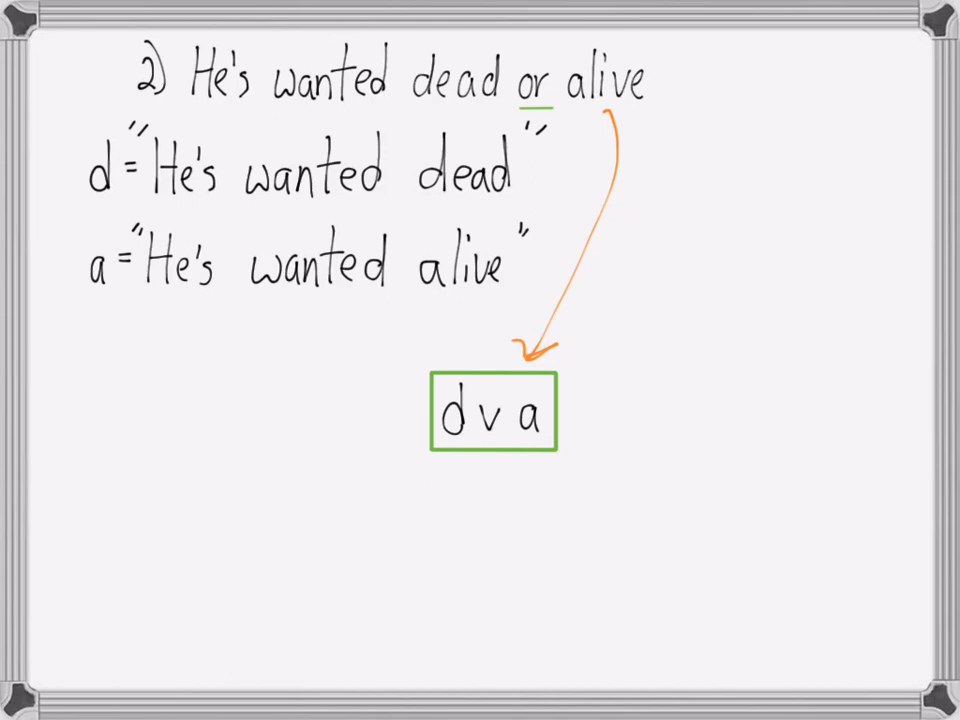 2) He's wanted dead or alive
d="He's wanted dead"
a="He's wanted alive"
d v a